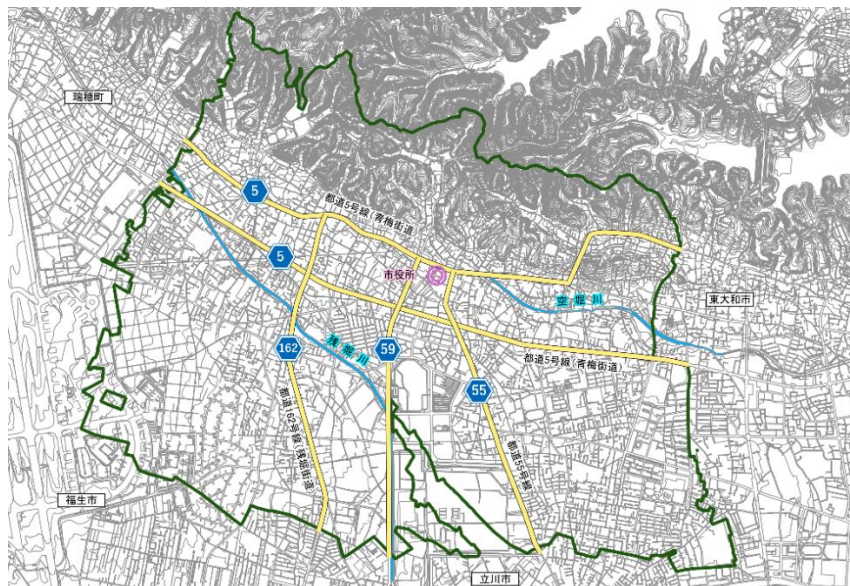 瑞穂町
5
都道5号線(青梅街道
5
市役所
空堀川
東大和市
残堀川
162
59
都道5号線(青梅街道)
55
都道162号線(残堀街道)
都道55号線
福生市
立川市